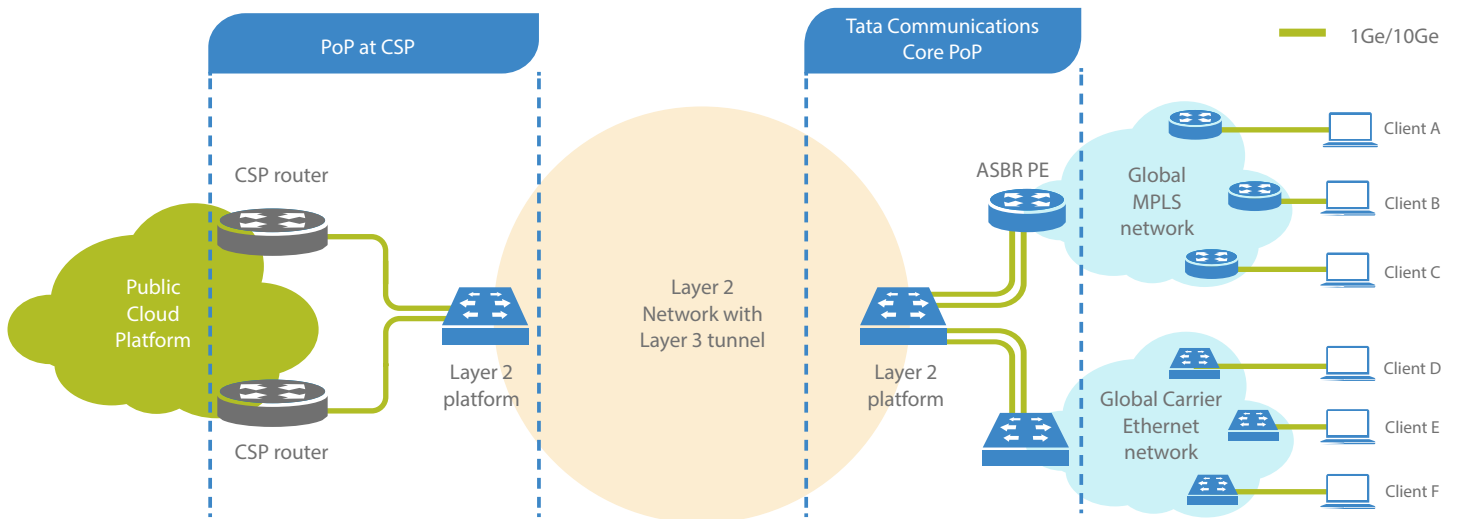 PoP at CSP
Tata Communications
Core PoP
1Ge/10Ge
CSP router
Public
Cloud
Platform
CSP router
Layer 2
platform
Layer 2
Network with
Layer 3 tunnel
Layer 2
platform
ASBR PE
Global
MPLS
network
Client A
Client B
Client C
Global Carrier
Ethernet
network
Client D
Client E
Client F